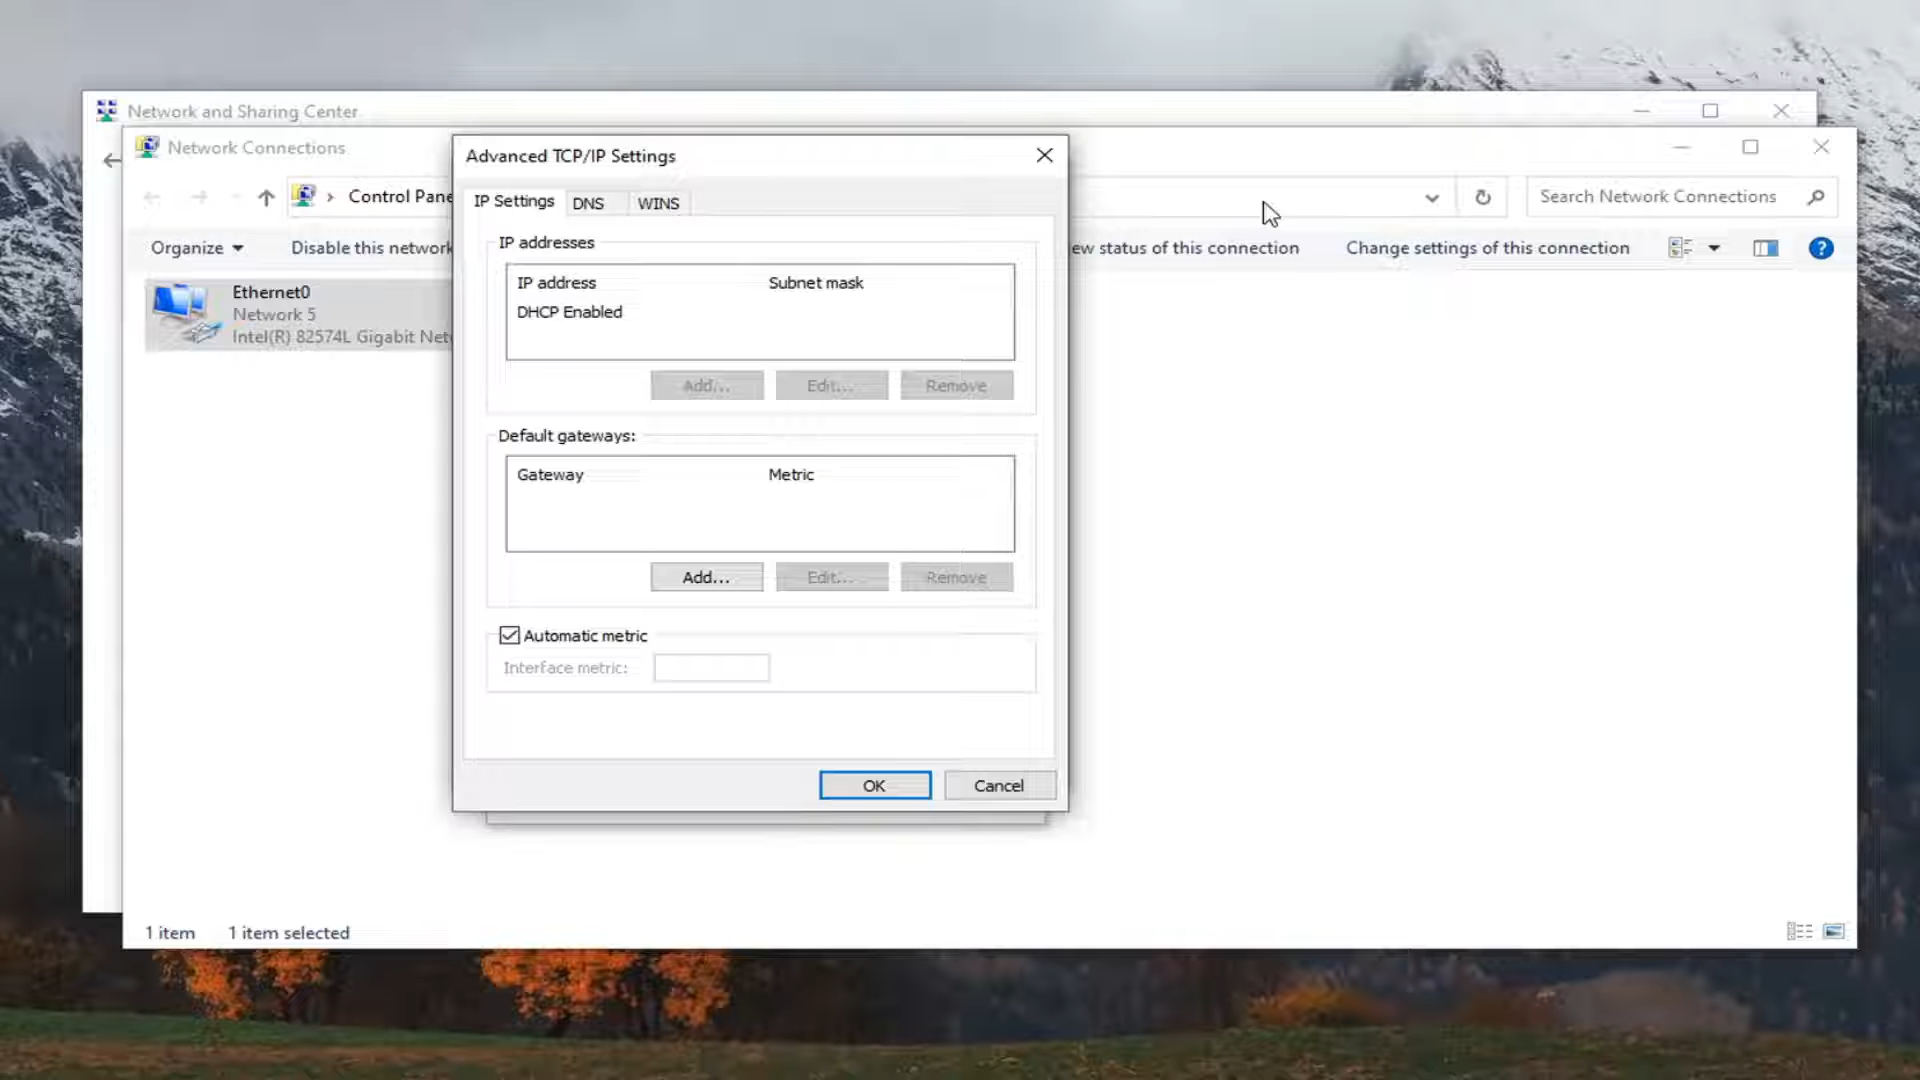 Network and Sharing Center
Network Connections
Control Pane
Search Network Connections
Organize
Disable this network
ew status of this connection
Change settings of this connection
Ethernet0
Network 5
Intel(R) 82574L Gigabit Net
Advanced TCP/IP Settings
IP Settings
DNS
WINS
IP addresses
IP address Subnet mask
DHCP Enabled
Add... Edit... Remove
Default gateways:
Gateway Metric
Add... Edit... Remove
Automatic metric
Interface metric:
OK Cancel
1 item 1 item selected